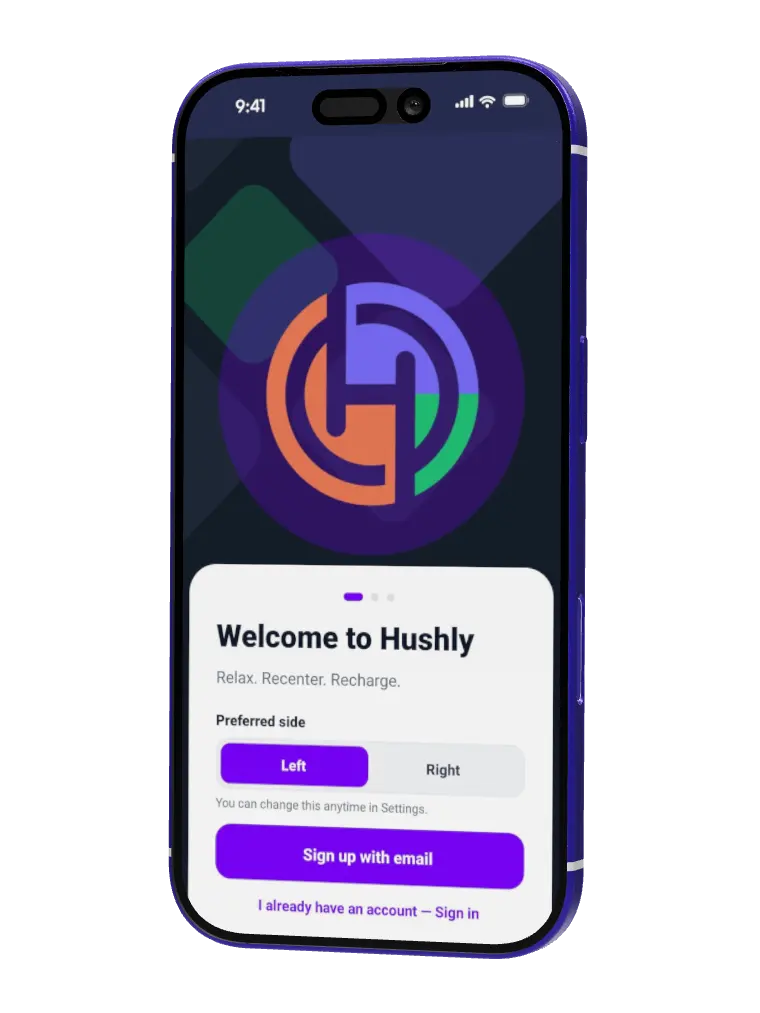 9:41
Welcome to Hushly
Relax. Recenter. Recharge.
Preferred side
Left
Right
You can change this anytime in Settings.
Sign up with email
I already have an account — Sign in